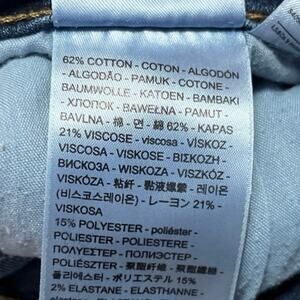 62% COTTON - COTON - ALGODÓN
- ALGODÃO - PAMUK - COTONE -
BAUMWOLLE - KATOEN - BAMBAKI
- ХЛОПОК - BAWEŁNA - PAMUT -
BAVLNA - 棉 - 면 - 綿 62% - KAPAS
21% VISCOSE - viscosa - VİSKOZ -
VISCOSA - VISKOSE - ΒΙΣΚΟΖΗ -
ВИСКОЗА - WISKOZA - VISZKÓZ -
VISKÓZA - 粘纤 - 黏液嫘縈 - 레이온
(비스코스레이온) - レーヨン 21% -
VISKOSA
15% POLYESTER - poliéster -
POLIESTER - POLIESTERE -
ΠΟΛΥΕΣΤΕΡ - ПОЛИЭСТЕР -
POLIÉSZTER - 聚酯纤维 - 聚酯纖維
폴리에스터 - ポリエステル 15% -
2% ELASTANE - ELASTHANNE -
elastano